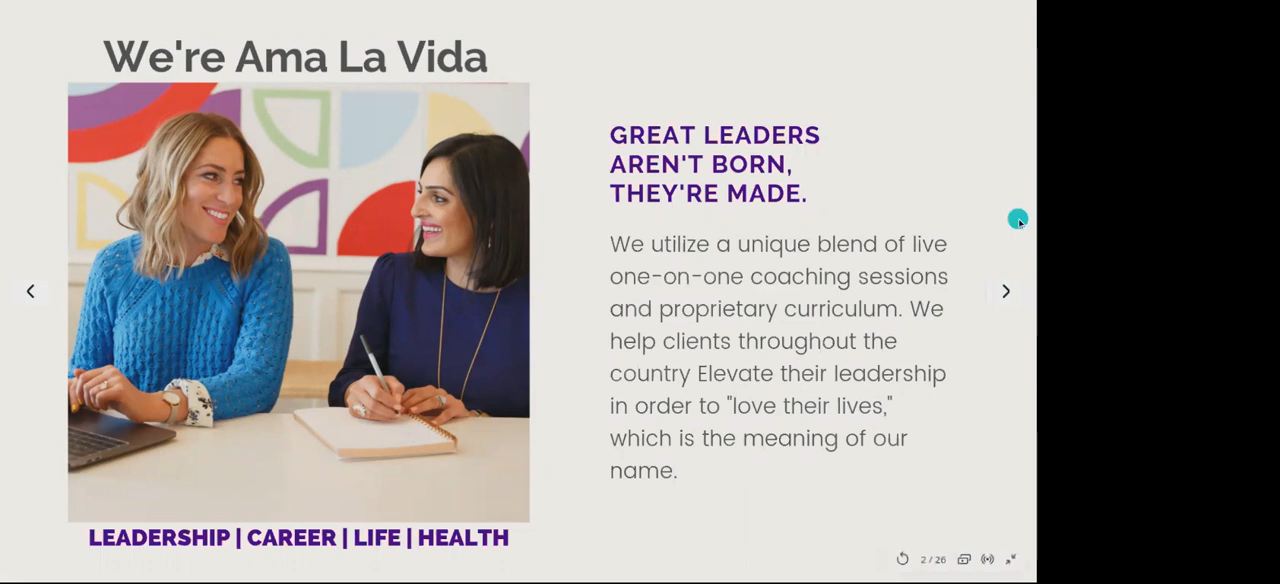 We're Ama La Vida
GREAT LEADERS
AREN'T BORN,
THEY'RE MADE.
We utilize a unique blend of live
one-on-one coaching sessions
and proprietary curriculum. We
help clients throughout the
country Elevate their leadership
in order to "love their lives,"
which is the meaning of our
name.
LEADERSHIP | CAREER | LIFE | HEALTH
2 / 26